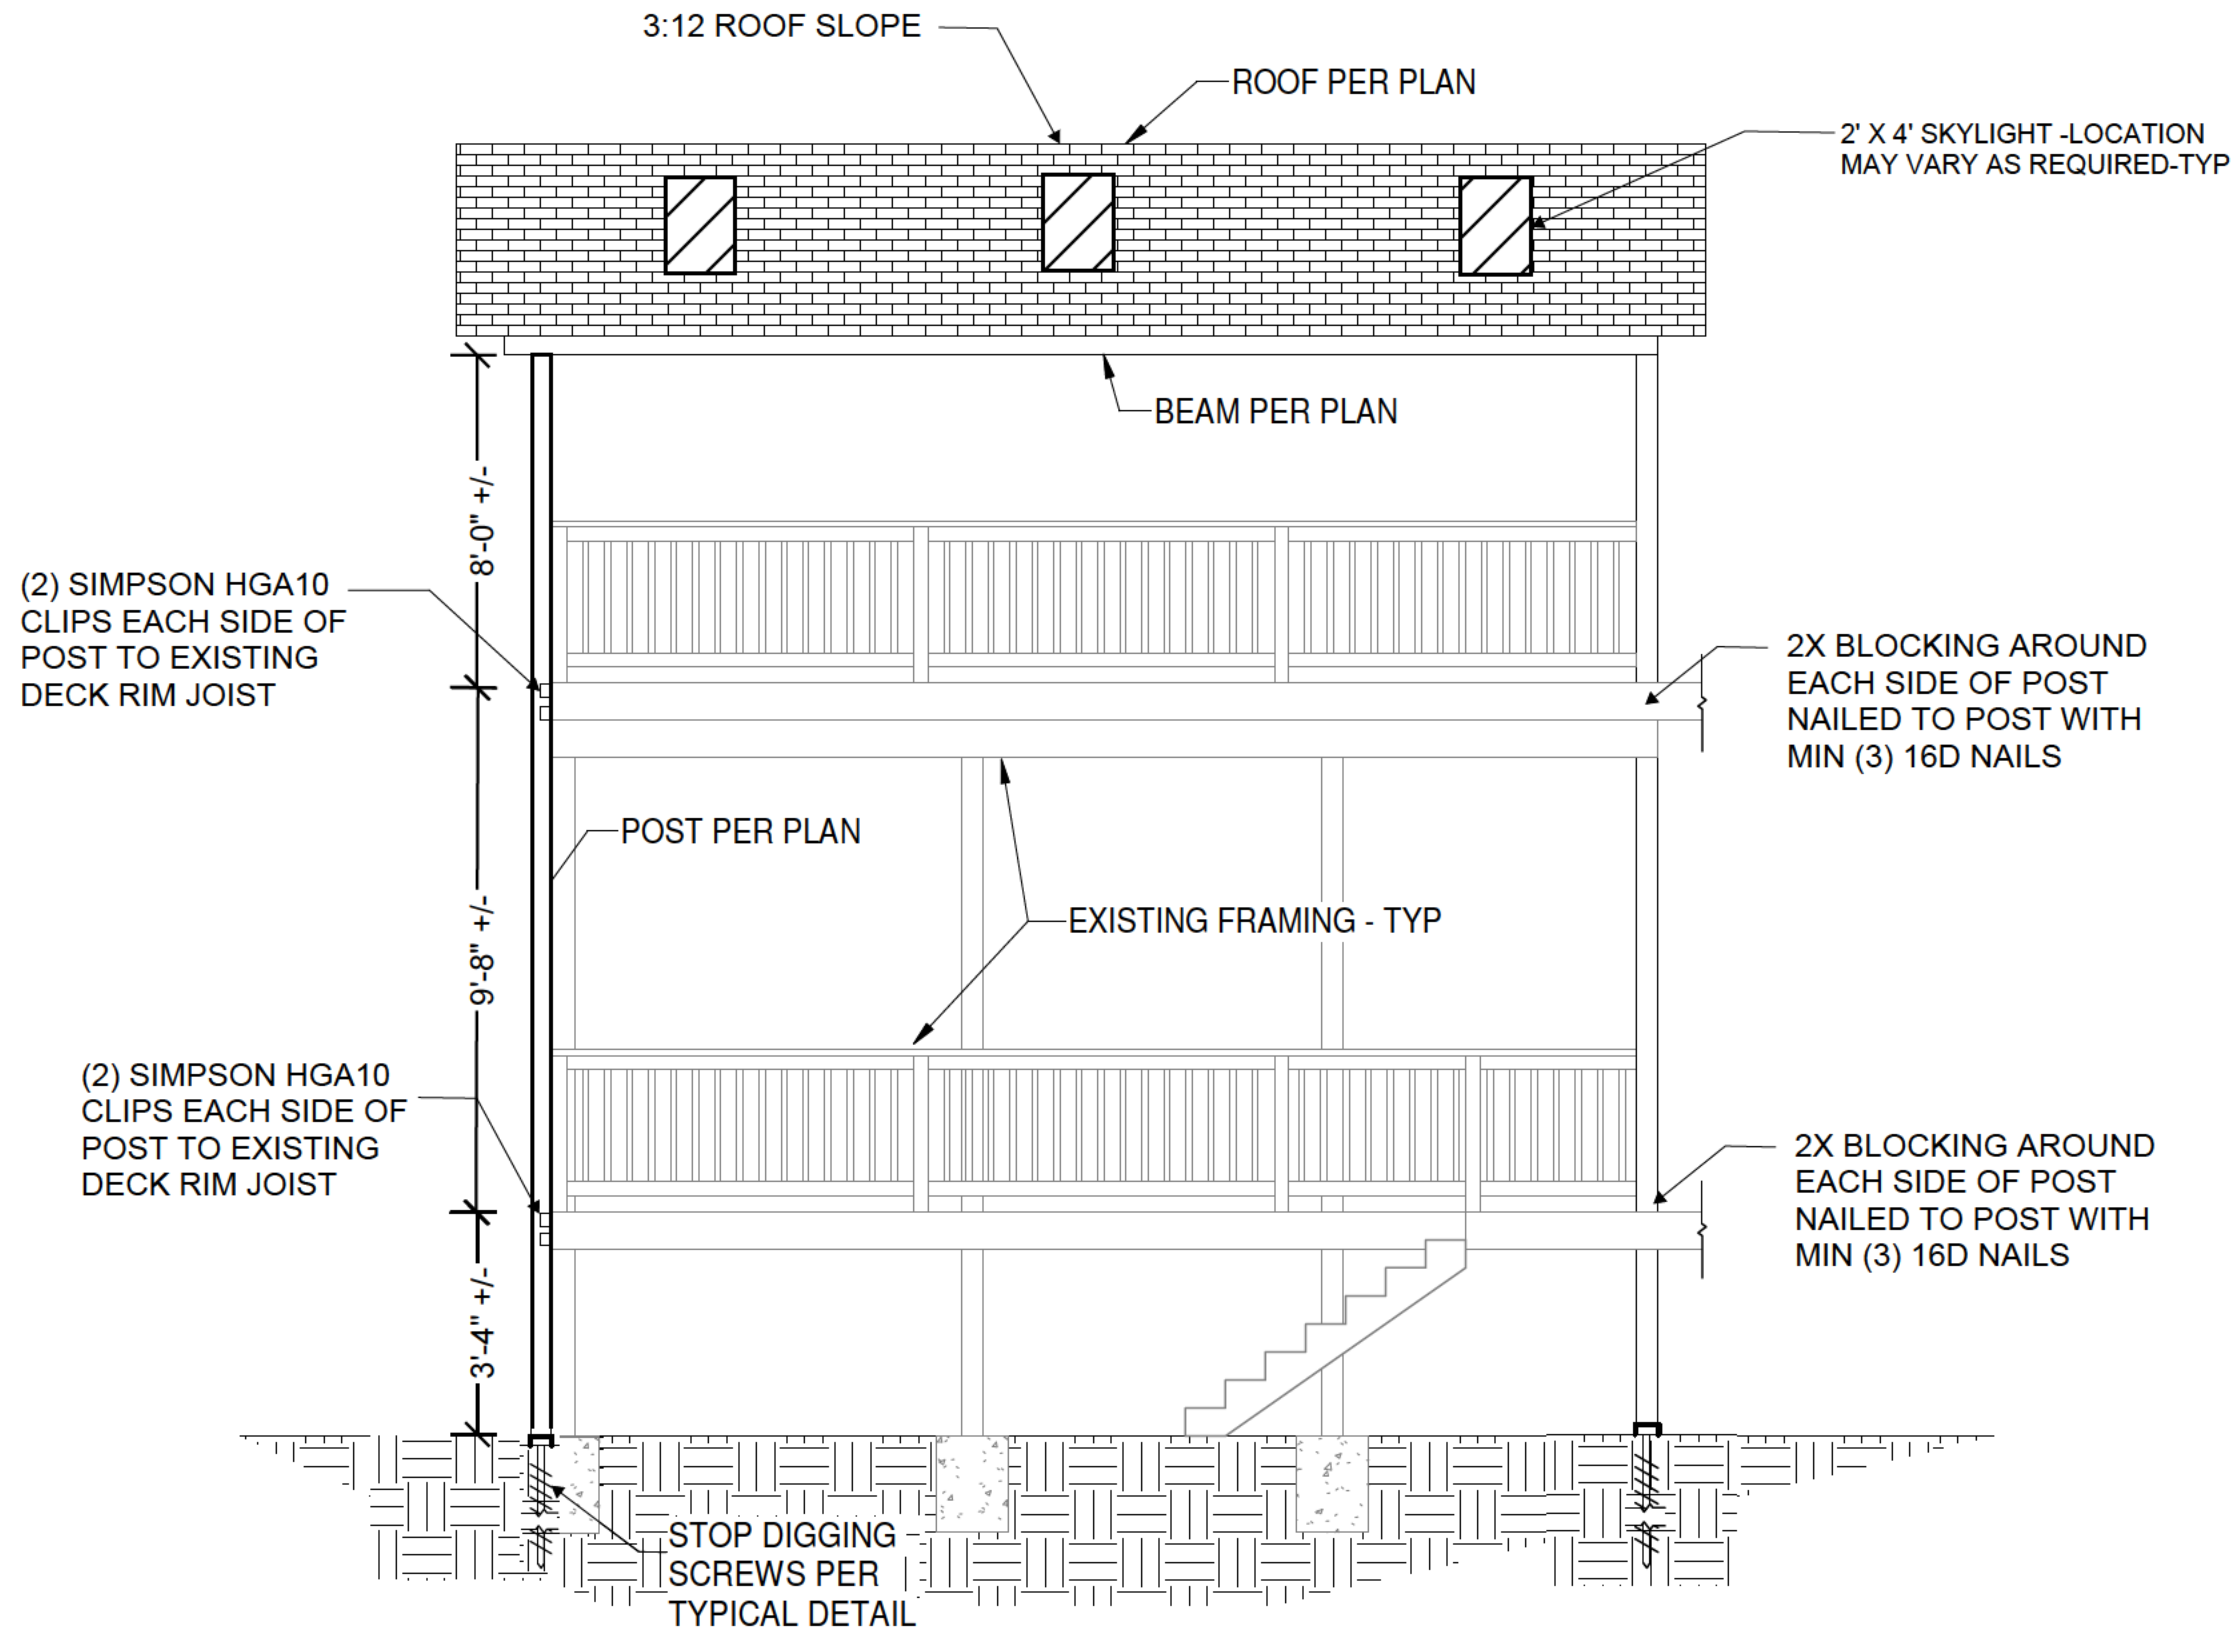 3:12 ROOF SLOPE
ROOF PER PLAN
2' X 4' SKYLIGHT -LOCATION
MAY VARY AS REQUIRED-TYP
BEAM PER PLAN
8'-0" +/-
(2) SIMPSON HGA10
CLIPS EACH SIDE OF
POST TO EXISTING
DECK RIM JOIST
2X BLOCKING AROUND
EACH SIDE OF POST
NAILED TO POST WITH
MIN (3) 16D NAILS
POST PER PLAN
9'-8" +/-
EXISTING FRAMING - TYP
(2) SIMPSON HGA10
CLIPS EACH SIDE OF
POST TO EXISTING
DECK RIM JOIST
2X BLOCKING AROUND
EACH SIDE OF POST
NAILED TO POST WITH
MIN (3) 16D NAILS
3'-4" +/-
STOP DIGGING
SCREWS PER
TYPICAL DETAIL